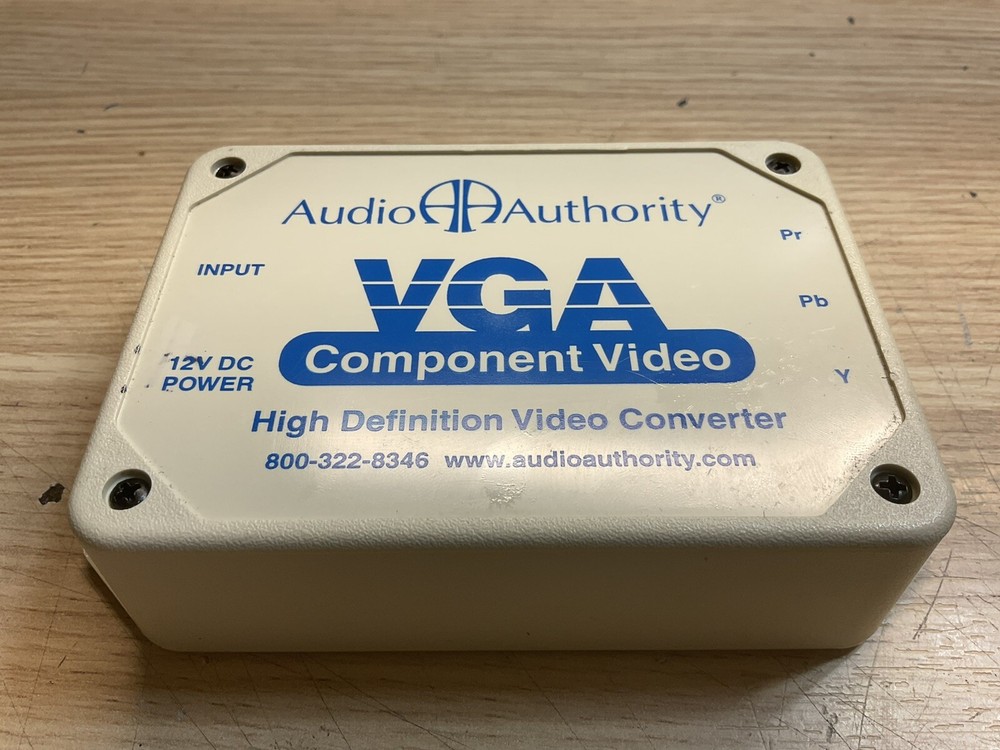 Audio AA Authority®
Pr
INPUT
VGA
Pb
Component Video
12V DC
POWER
Y
High Definition Video Converter
800-322-8346 www.audioauthority.com